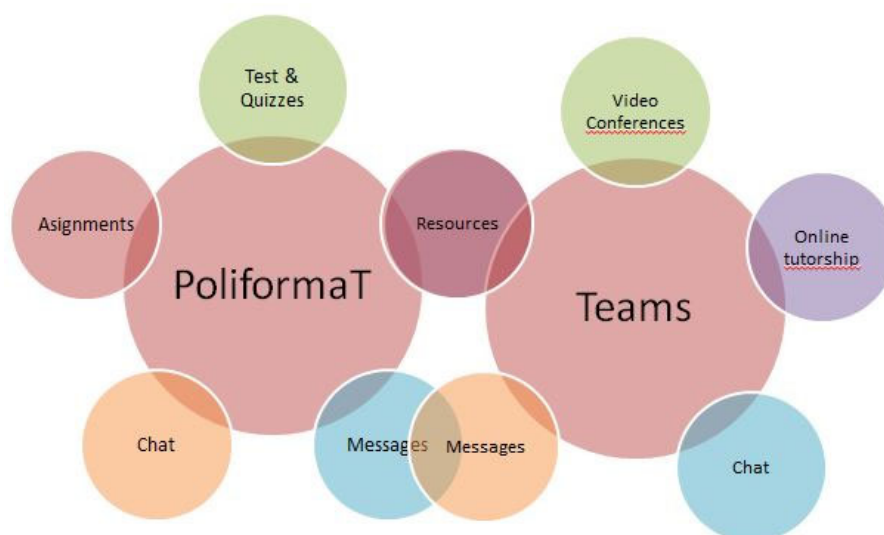 Test &
Quizzes
Video
Conferences
Asignments
Resources
Online
tutorship
PoliformaT
Teams
Chat
Messages
Messages
Chat